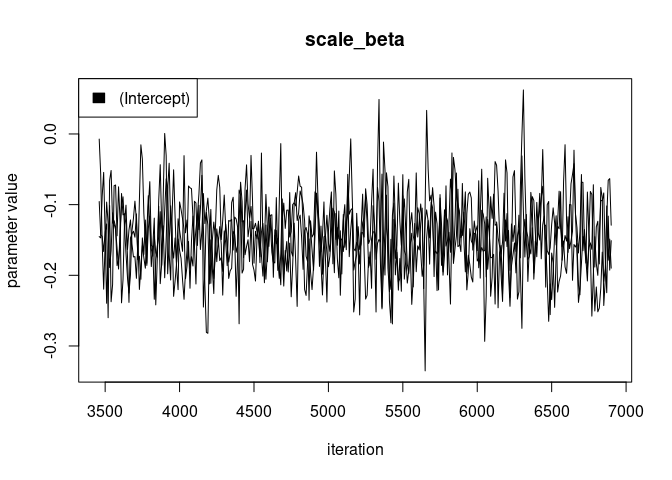 scale_beta
(Intercept)
parameter value
0.0
-0.1
-0.2
-0.3
3500 4000 4500 5000 5500 6000 6500 7000
iteration